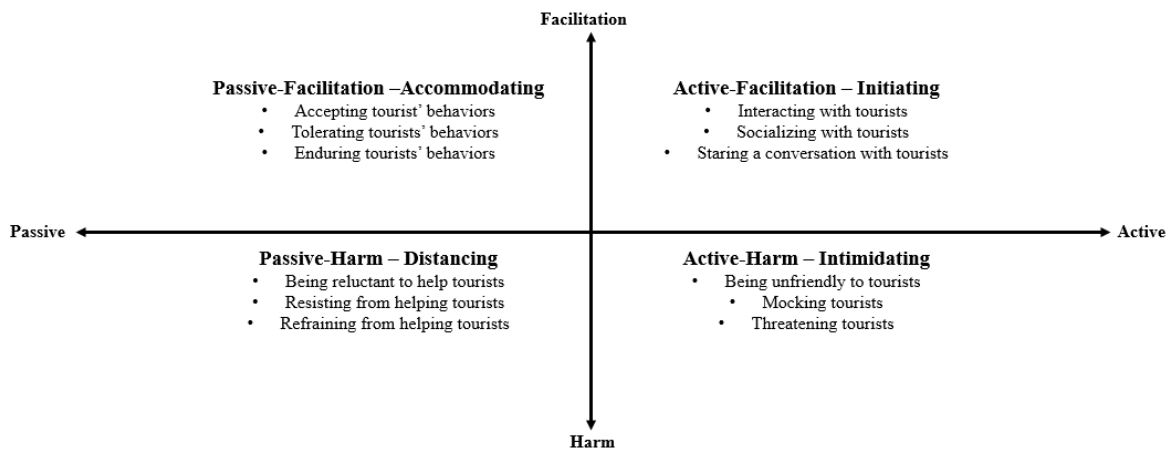 Facilitation
Passive-Facilitation –Accommodating
• Accepting tourist’ behaviors
• Tolerating tourists’ behaviors
• Enduring tourists’ behaviors
Active-Facilitation – Initiating
• Interacting with tourists
• Socializing with tourists
• Staring a conversation with tourists
Passive
Active
Passive-Harm – Distancing
• Being reluctant to help tourists
• Resisting from helping tourists
• Refraining from helping tourists
Active-Harm – Intimidating
• Being unfriendly to tourists
• Mocking tourists
• Threatening tourists
Harm